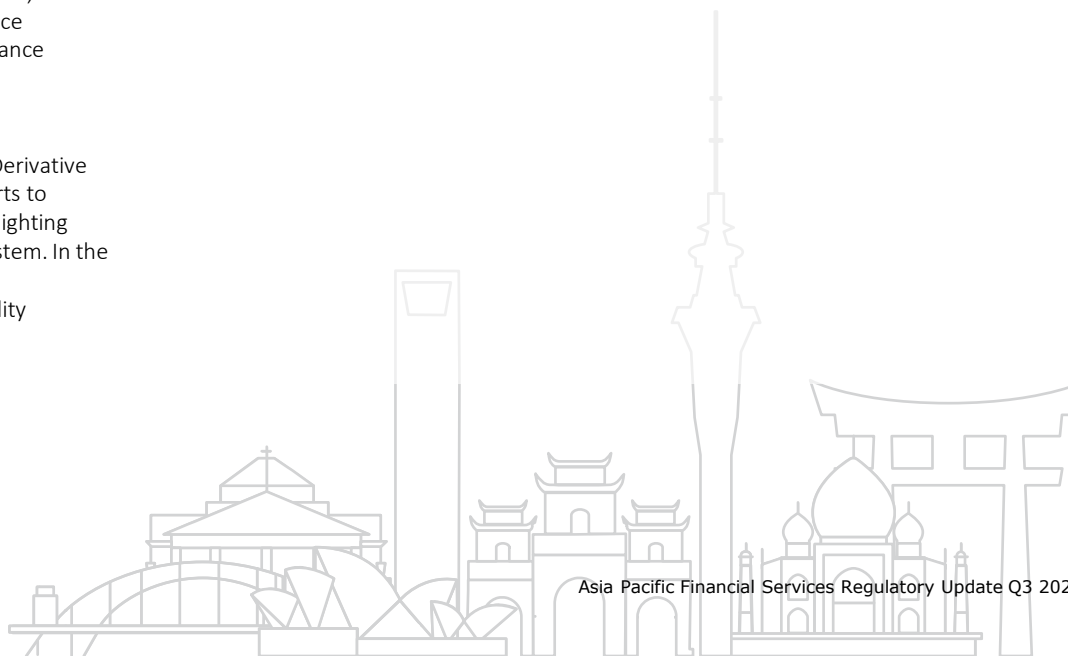 ce
ance
Derivative
rts to
ighting
stem. In the
lity
Asia Pacific Financial Services Regulatory Update Q3 202